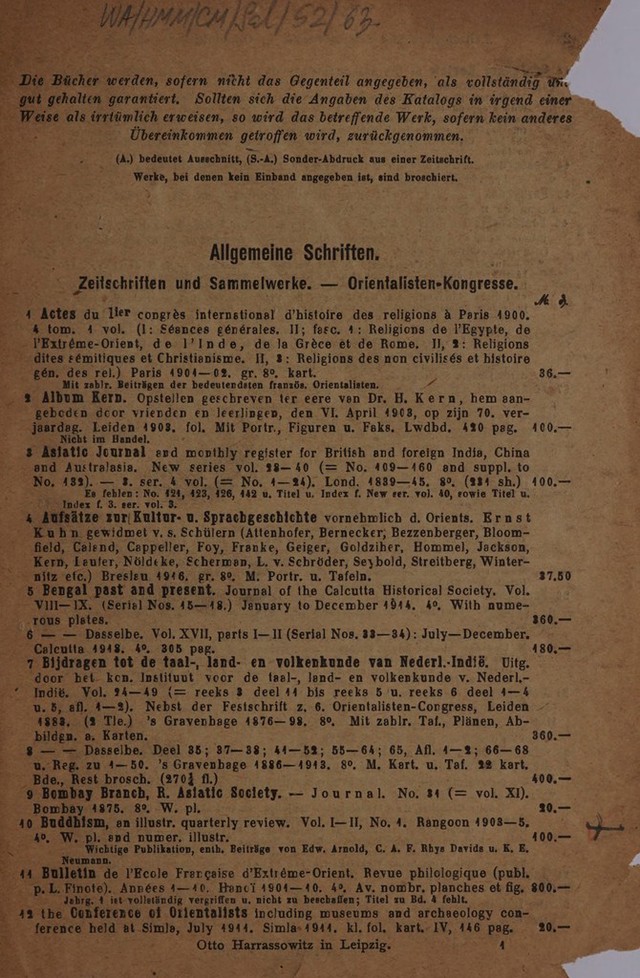 WA/HMM/CM/Sel/52/63
Die Bücher werden, sofern nicht das Gegenteil angegeben, als vollständig
gut gehalten garantiert. Sollten sich die Angaben des Katalogs in irgend einer
Weise als irrtümlich erweisen, so wird das betreffende Werk, sofern kein anderes
Übereinkommen getroffen wird, zurückgenommen.
(A.) bedeutet Ausschnitt, (S.-A.) Sonder-Abdruck aus einer Zeitschrift.
Werke, bei denen kein Einband angegeben ist, sind broschiert.
Allgemeine Schriften.
Zeitschriften und Sammelwerke. — Orientalisten-Kongresse.
M. d.
1 Actes du 1ier congrès international d'histoire des religions à Paris 1900.
4 tom. 1 vol. (I: Séances générales. II; fasc. 1: Religions de l'Egypte, de
l'Extrême-Orient, de l'Inde, de la Grèce et de Rome. II, 2: Religions
dites sémitiques et Christianisme. II, 3: Religions des non civilisés et histoire
gén. des rel.) Paris 1901—02. gr. 8º. kart. 36.—
Mit zahlr. Beiträgen der bedeutendsten französ. Orientalisten.
2 Album Kern. Opstellen geschreven ter eere van Dr. H. Kern, hem aan-
geboden door vrienden en leerlingen, den VI. April 1903, op zijn 70. ver-
jaardag. Leiden 1903. fol. Mit Portr., Figuren u. Faks. Lwdbd. 420 pag. 100.—
Nicht im Handel.
3 Asiatic Journal and monthly register for British and foreign India, China
and Australasia. New series vol. 28—40 (= No. 109—160 and suppl. to
No. 132). — 3. ser. 4 vol. (= No. 1—24). Lond. 1839—45. 8º. (231 sh.) 100.—
Es fehlen: No. 121, 123, 126, 142 u. Titel u. Index f. New ser. vol. 40, sowie Titel u.
Index f. 3. ser. vol. 3.
4 Aufsätze zur Kultur- u. Sprachgeschichte vornehmlich d. Orients. Ernst
Kuhn gewidmet v. s. Schülern (Attenhofer, Bernecker, Bezzenberger, Bloom-
field, Caland, Cappeller, Foy, Franke, Geiger, Goldziher, Hommel, Jackson,
Kern, Laufer, Nöldeke, Scherman, L. v. Schröder, Seybold, Streitberg, Winter-
nitz etc.) Breslau 1916. gr. 8º. M. Portr. u. Tafeln. 37.50
5 Bengal past and present. Journal of the Calcutta Historical Society. Vol.
VIII—IX. (Serial Nos. 15—18.) January to December 1914. 4º. With nume-
rous plates. 360.—
6 — — Dasselbe. Vol. XVII, parts I—II (Serial Nos. 33—34): July—December.
Calcutta 1918. 4º. 305 pag. 180.—
7 Bijdragen tot de taal-, land- en volkenkunde van Nederl.-Indië. Uitg.
door het kon. Instituut voor de taal-, land- en volkenkunde v. Nederl.-
Indië. Vol. 24—49 (= reeks 3 deel 11 bis reeks 5 u. reeks 6 deel 1—4
u. 5, afl. 1—2). Nebst der Festschrift z. 6. Orientalisten-Congress, Leiden
1883. (2 Tle.) 's Gravenhage 1876—98. 8º. Mit zahlr. Taf., Plänen, Ab-
bildgn. a. Karten. 360.—
8 — — Dasselbe. Deel 35; 37—38; 41—52; 55—64; 65, Afl. 1—2; 66—68
u. Reg. zu 1—50. 's Gravenhage 1886—1913. 8º. M. Kart. u. Taf. 22 kart.
Bde., Rest brosch. (270½ fl.) 400.—
9 Bombay Branch, R. Asiatic Society. — Journal. No. 31 (= vol. XI).
Bombay 1875. 8º. W. pl. 20.—
10 Buddhism, an illustr. quarterly review. Vol. I—II, No. 1. Rangoon 1903—5.
4º. W. pl. and numer. illustr. 100.—
Wichtige Publikation, enth. Beiträge von Edw. Arnold, C. A. F. Rhys Davids u. K. E.
Neumann.
11 Bulletin de l'Ecole Française d'Extrême-Orient. Revue philologique (publ.
p. L. Finote). Années 1—10. Hanoï 1901—10. 4º. Av. nombr. planches et fig. 800.—
Jahrg. 1 ist vollständig vergriffen u. nicht zu beschaffen; Titel zu Bd. 4 fehlt.
12 the Conference of Orientalists including museums and archaeology con-
ference held at Simla, July 1911. Simla 1911. kl. fol. kart. IV, 146 pag. 20.—
Otto Harrassowitz in Leipzig. 1